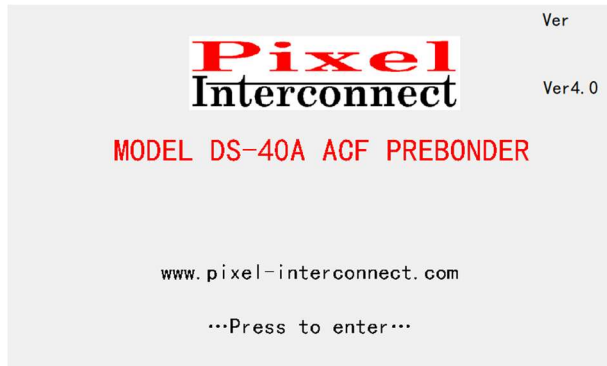 Ver
Pixel
Interconnect
Ver4.0
MODEL DS-40A ACF PREBONDER
www.pixel-interconnect.com
…Press to enter…